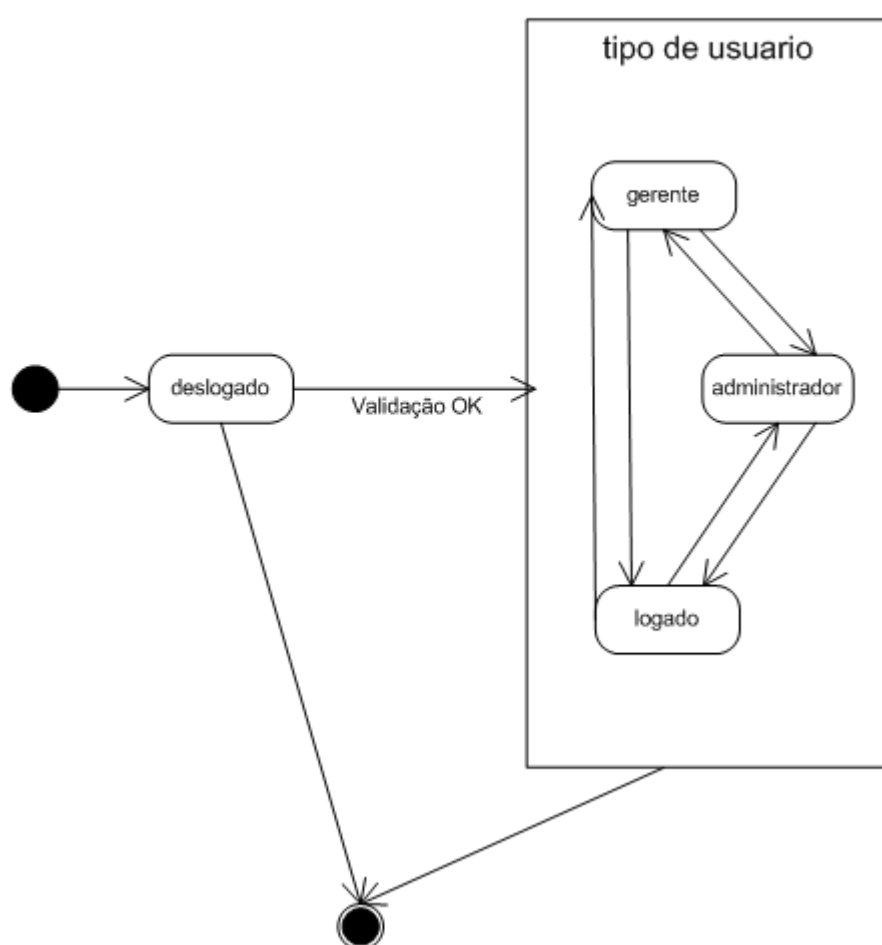 tipo de usuario
gerente
deslogado
Validação OK
administrador
logado